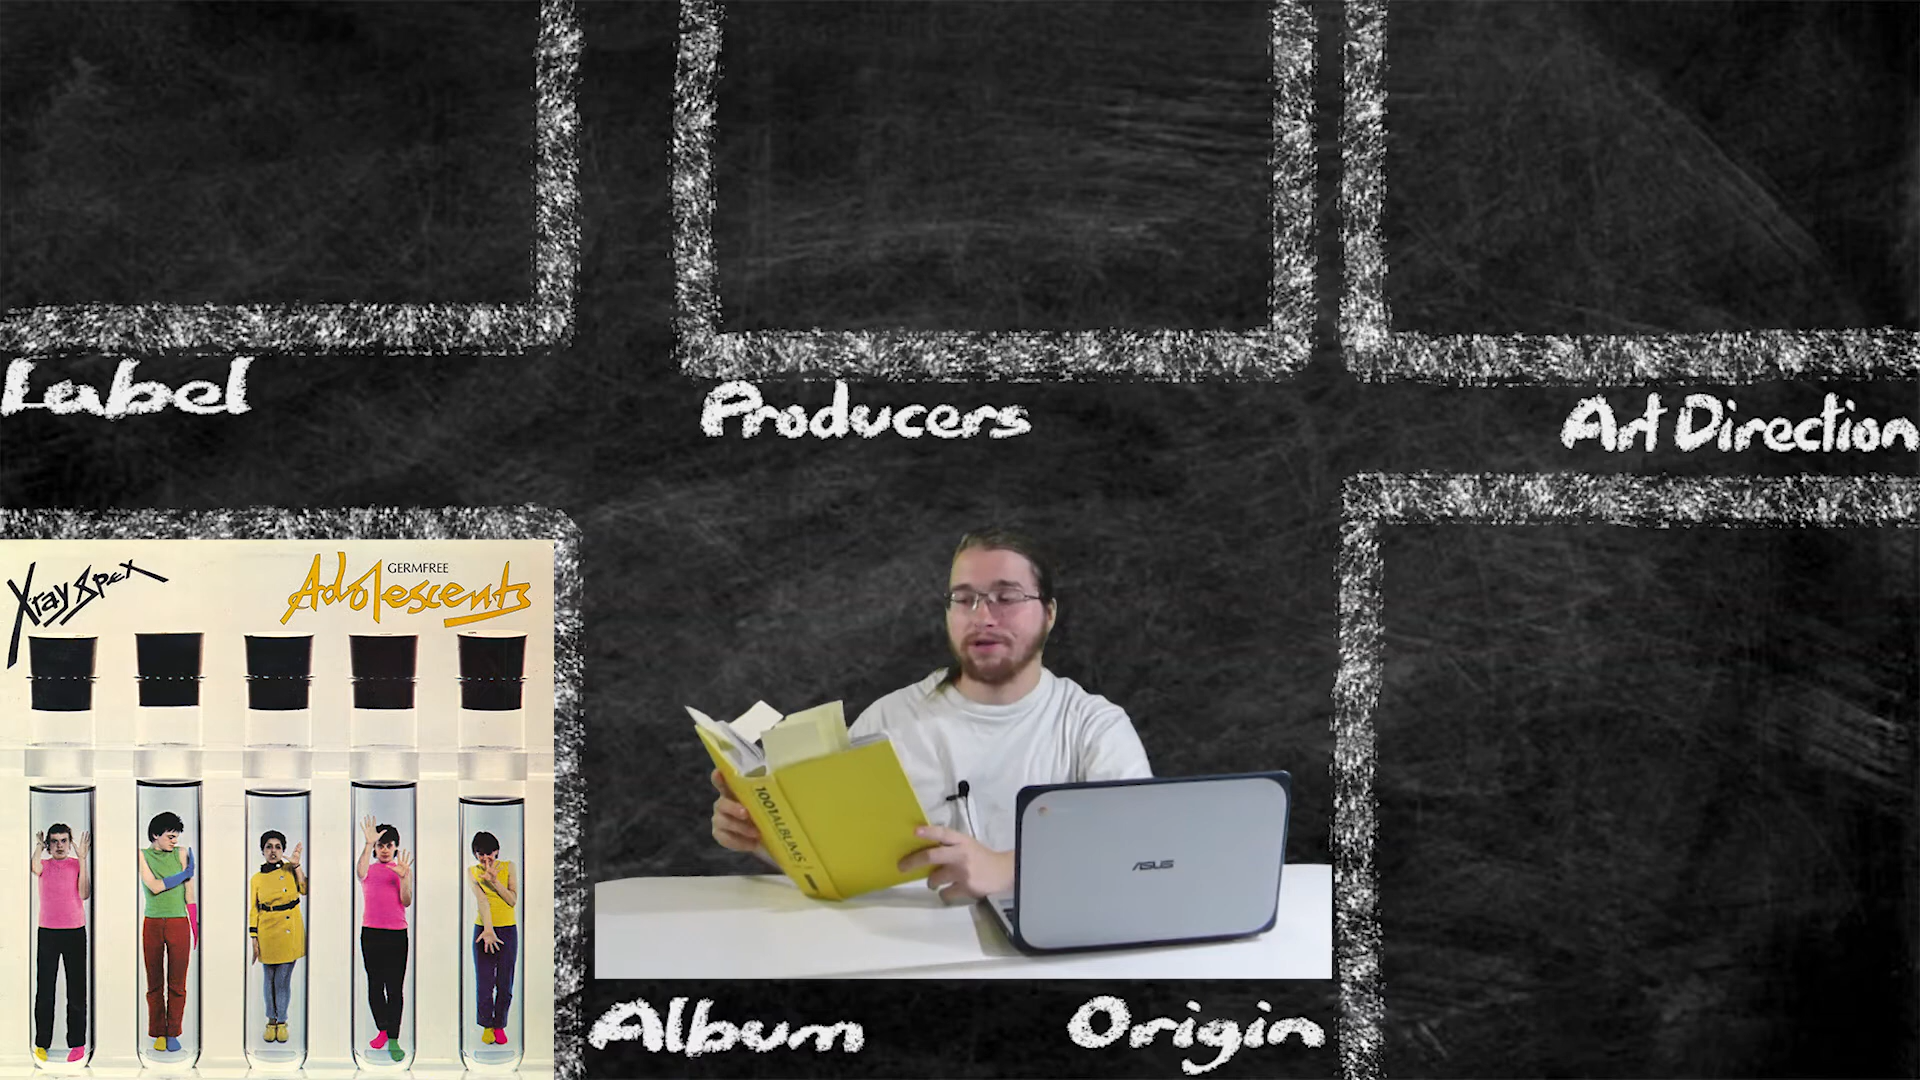 Label
Producers
Art Direction
X-ray Spex
GERMFREE
Adolescents
1001 ALBUMS
ASUS
Album
Origin